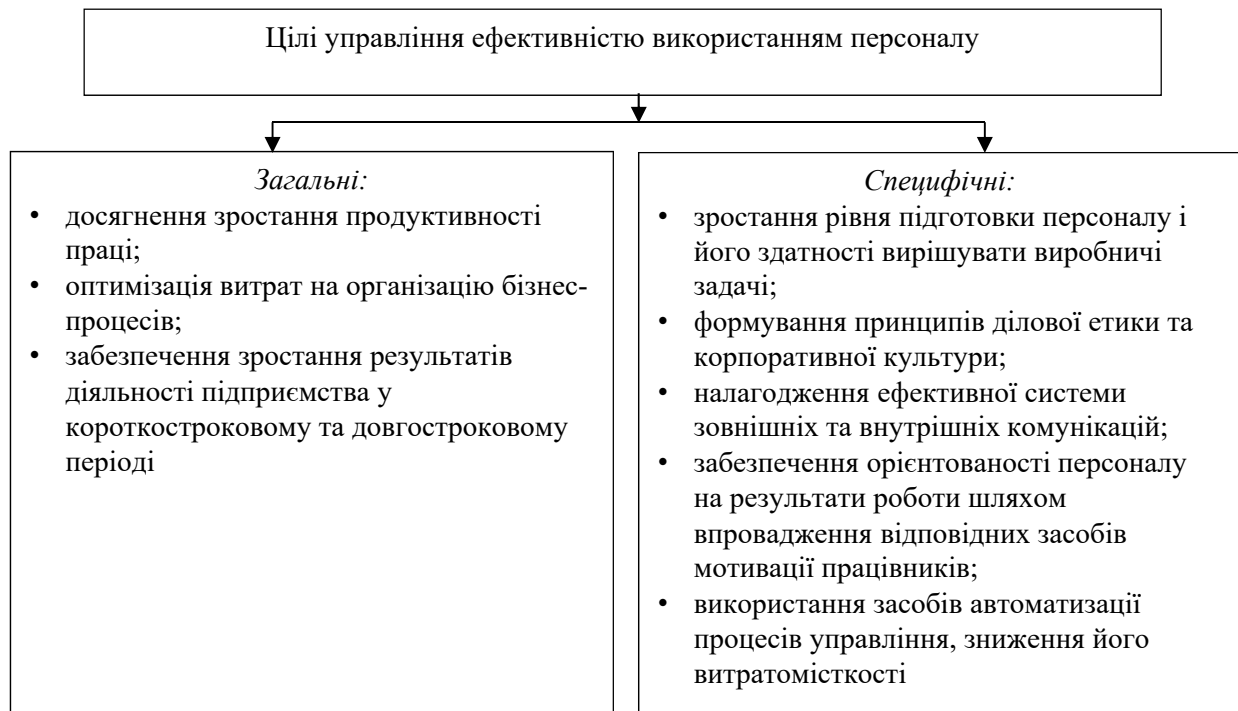 Цілі управління ефективністю використанням персоналу
Загальні:
• досягнення зростання продуктивності
праці;
• оптимізація витрат на організацію бізнес-
процесів;
• забезпечення зростання результатів
діяльності підприємства у
короткостроковому та довгостроковому
періоді
Специфічні:
• зростання рівня підготовки персоналу і
його здатності вирішувати виробничі
задачі;
• формування принципів ділової етики та
корпоративної культури;
• налагодження ефективної системи
зовнішніх та внутрішніх комунікацій;
• забезпечення орієнтованості персоналу
на результати роботи шляхом
впровадження відповідних засобів
мотивації працівників;
• використання засобів автоматизації
процесів управління, зниження його
витратомісткості